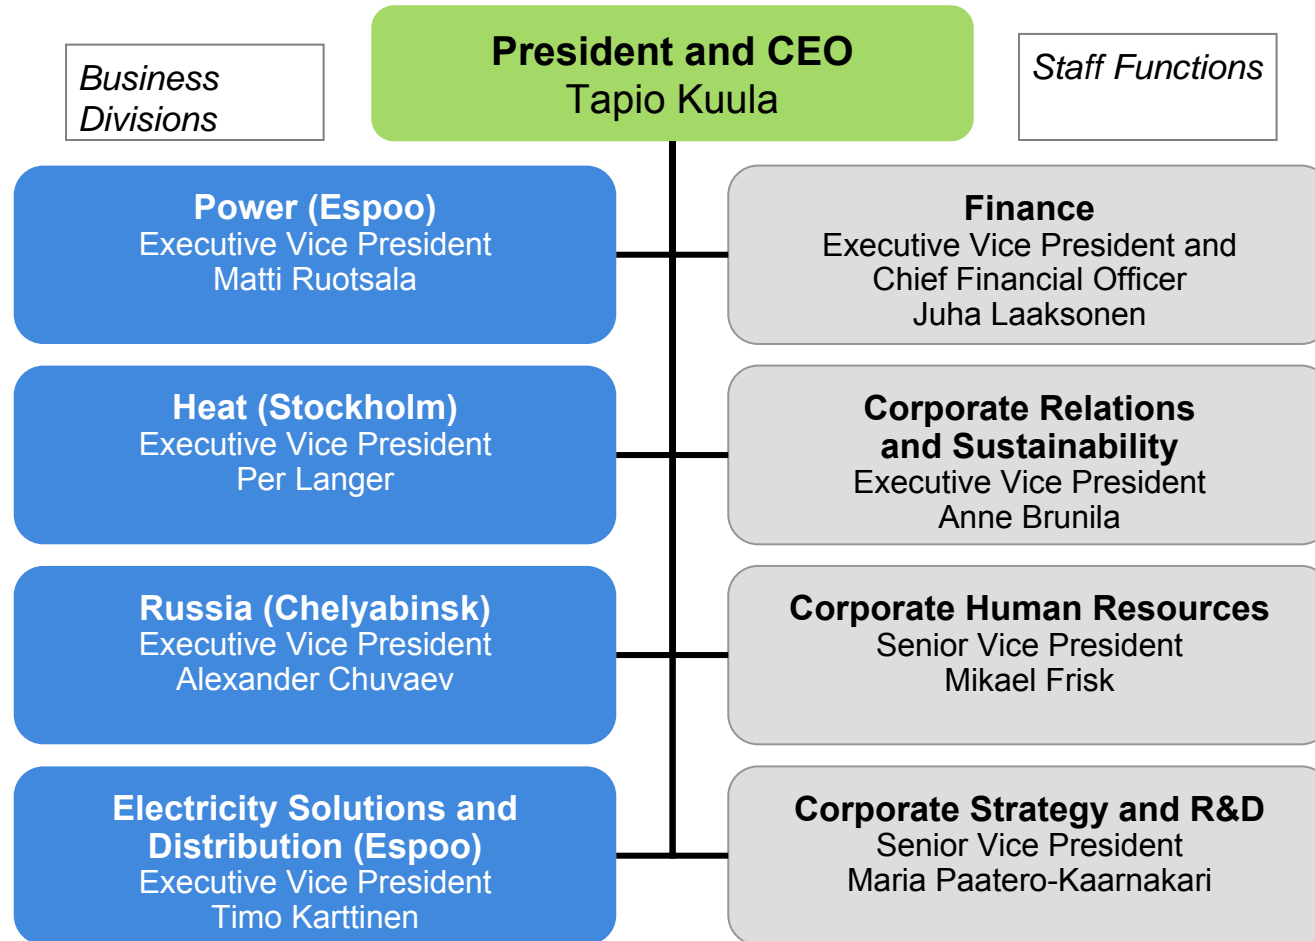 Business
Divisions
President and CEO
Tapio Kuula
Staff Functions
Power (Espoo)
Executive Vice President
Matti Ruotsala
Finance
Executive Vice President and
Chief Financial Officer
Juha Laaksonen
Heat (Stockholm)
Executive Vice President
Per Langer
Corporate Relations
and Sustainability
Executive Vice President
Anne Brunila
Russia (Chelyabinsk)
Executive Vice President
Alexander Chuvaev
Corporate Human Resources
Senior Vice President
Mikael Frisk
Electricity Solutions and
Distribution (Espoo)
Executive Vice President
Timo Karttinen
Corporate Strategy and R&D
Senior Vice President
Maria Paatero-Kaarnakari